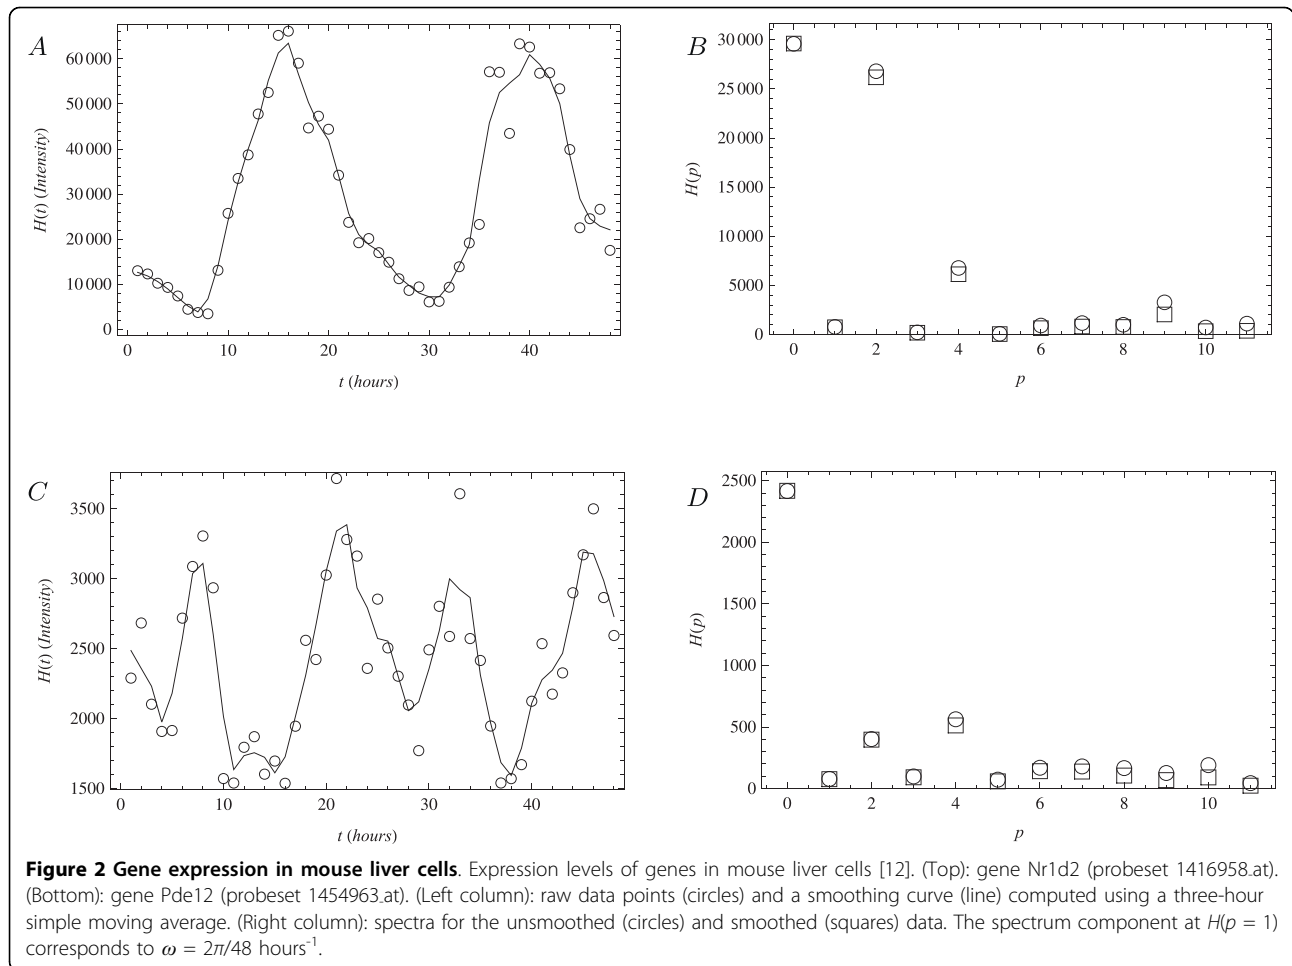 A
60 000
50 000
40 000
30 000
20 000
10 000
0
H(t) (Intensity)
0 10 20 30 40
t (hours)
B
30 000
25 000
20 000
15 000
10 000
5000
0
H(p)
0 2 4 6 8 10
p
C
3500
3000
2500
2000
1500
H(t) (Intensity)
0 10 20 30 40
t (hours)
D
2500
2000
1500
1000
500
0
H(p)
0 2 4 6 8 10
p
Figure 2 Gene expression in mouse liver cells. Expression levels of genes in mouse liver cells [12]. (Top): gene Nr1d2 (probeset 1416958_at).
(Bottom): gene Pde12 (probeset 1454963_at). (Left column): raw data points (circles) and a smoothing curve (line) computed using a three-hour
simple moving average. (Right column): spectra for the unsmoothed (circles) and smoothed (squares) data. The spectrum component at H(p = 1)
corresponds to ω = 2π/48 hours⁻¹.